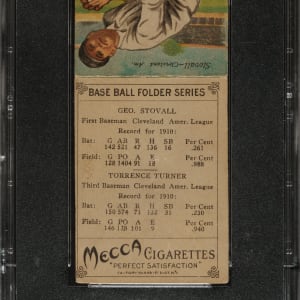 Stovall—Cleveland Am.
BASE BALL FOLDER SERIES
GEO. STOVALL
First Baseman Cleveland Amer. League
Record for 1910:
Bat: G AB R H SB Per Cent
142 521 47 136 16 .261
Field: G PO A E Per Cent
128 1404 91 18 .988
TORRENCE TURNER
Third Baseman Cleveland Amer. League
Record for 1910:
Bat: G AB R H SB Per Cent
150 574 71 132 31 .230
Field: G PO A E Per Cent
146 138 101 9 .940
MECCA CIGARETTES
"PERFECT SATISFACTION"